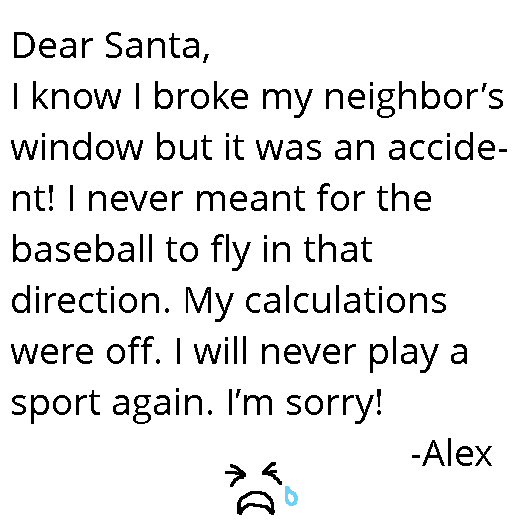 Dear Santa,
I know I broke my neighbor’s
window but it was an accide-
nt! I never meant for the
baseball to fly in that
direction. My calculations
were off. I will never play a
sport again. I’m sorry!
-Alex